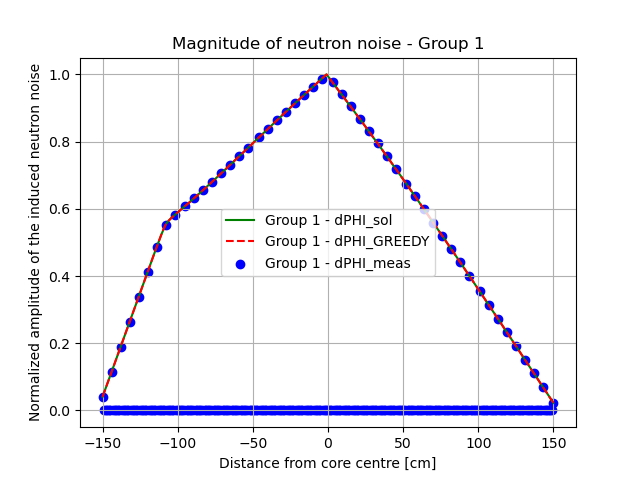 Magnitude of neutron noise - Group 1
Normalized amplitude of the induced neutron noise
1.0
0.8
0.6
0.4
0.2
0.0
Group 1 - dPHI_sol
Group 1 - dPHI_GREEDY
Group 1 - dPHI_meas
−150 −100 −50 0 50 100 150
Distance from core centre [cm]